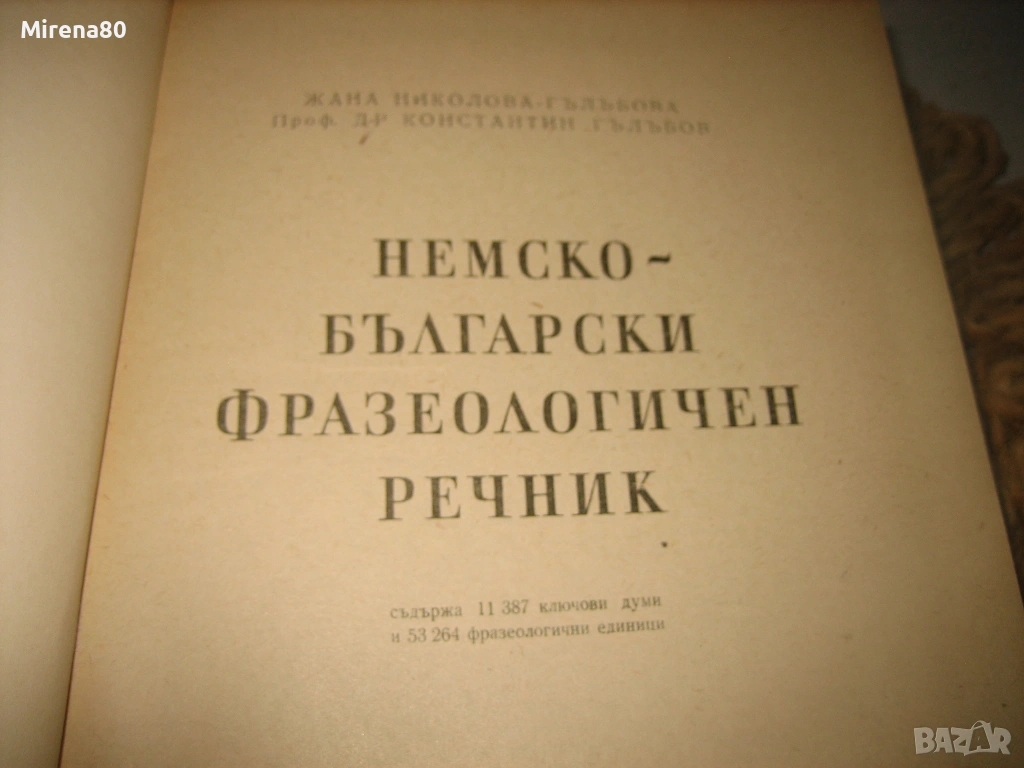 Mirena80
ЖАНА НИКОЛОВА-ГЪЛЪБОВА
Проф. Д-Р КОНСТАНТИН ГЪЛЪБОВ
НЕМСКО-
БЪЛГАРСКИ
ФРАЗЕОЛОГИЧЕН
РЕЧНИК
съдържа 11 387 ключови думи
и 53 264 фразеологични единици
BAZAR